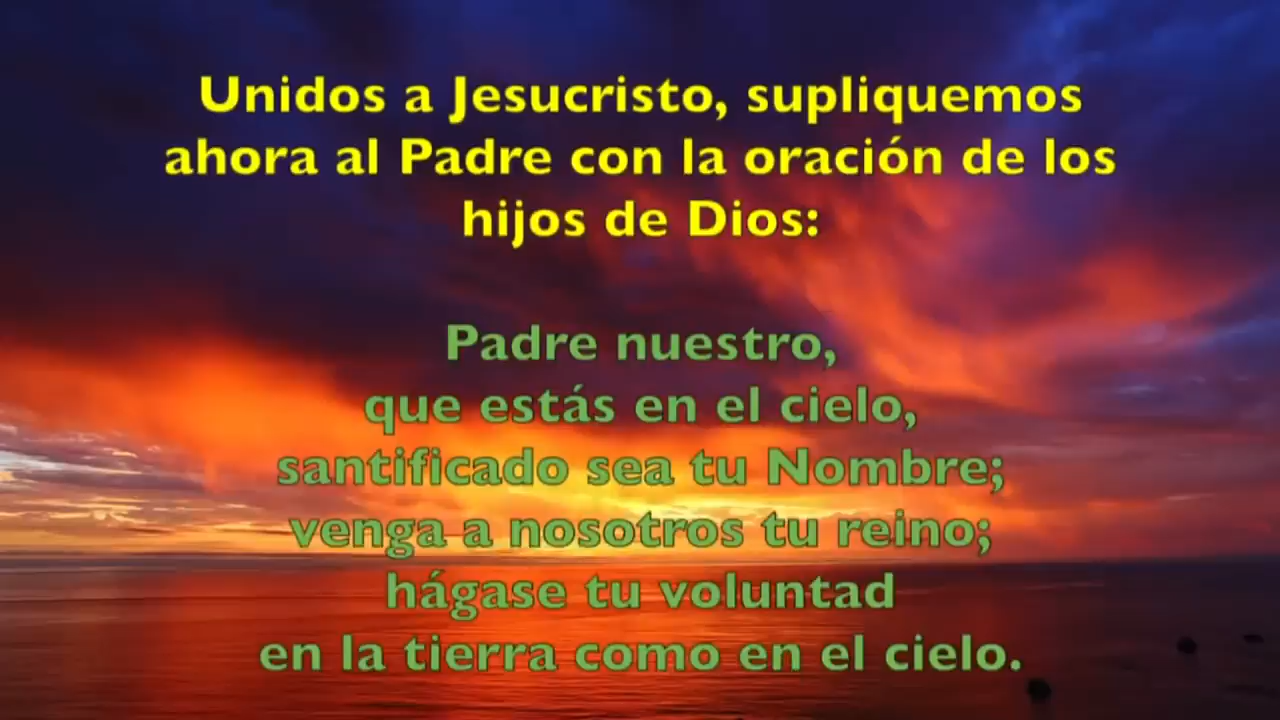 Unidos a Jesucristo, supliquemos
ahora al Padre con la oración de los
hijos de Dios:
Padre nuestro,
que estás en el cielo,
santificado sea tu Nombre;
venga a nosotros tu reino;
hágase tu voluntad
en la tierra como en el cielo.